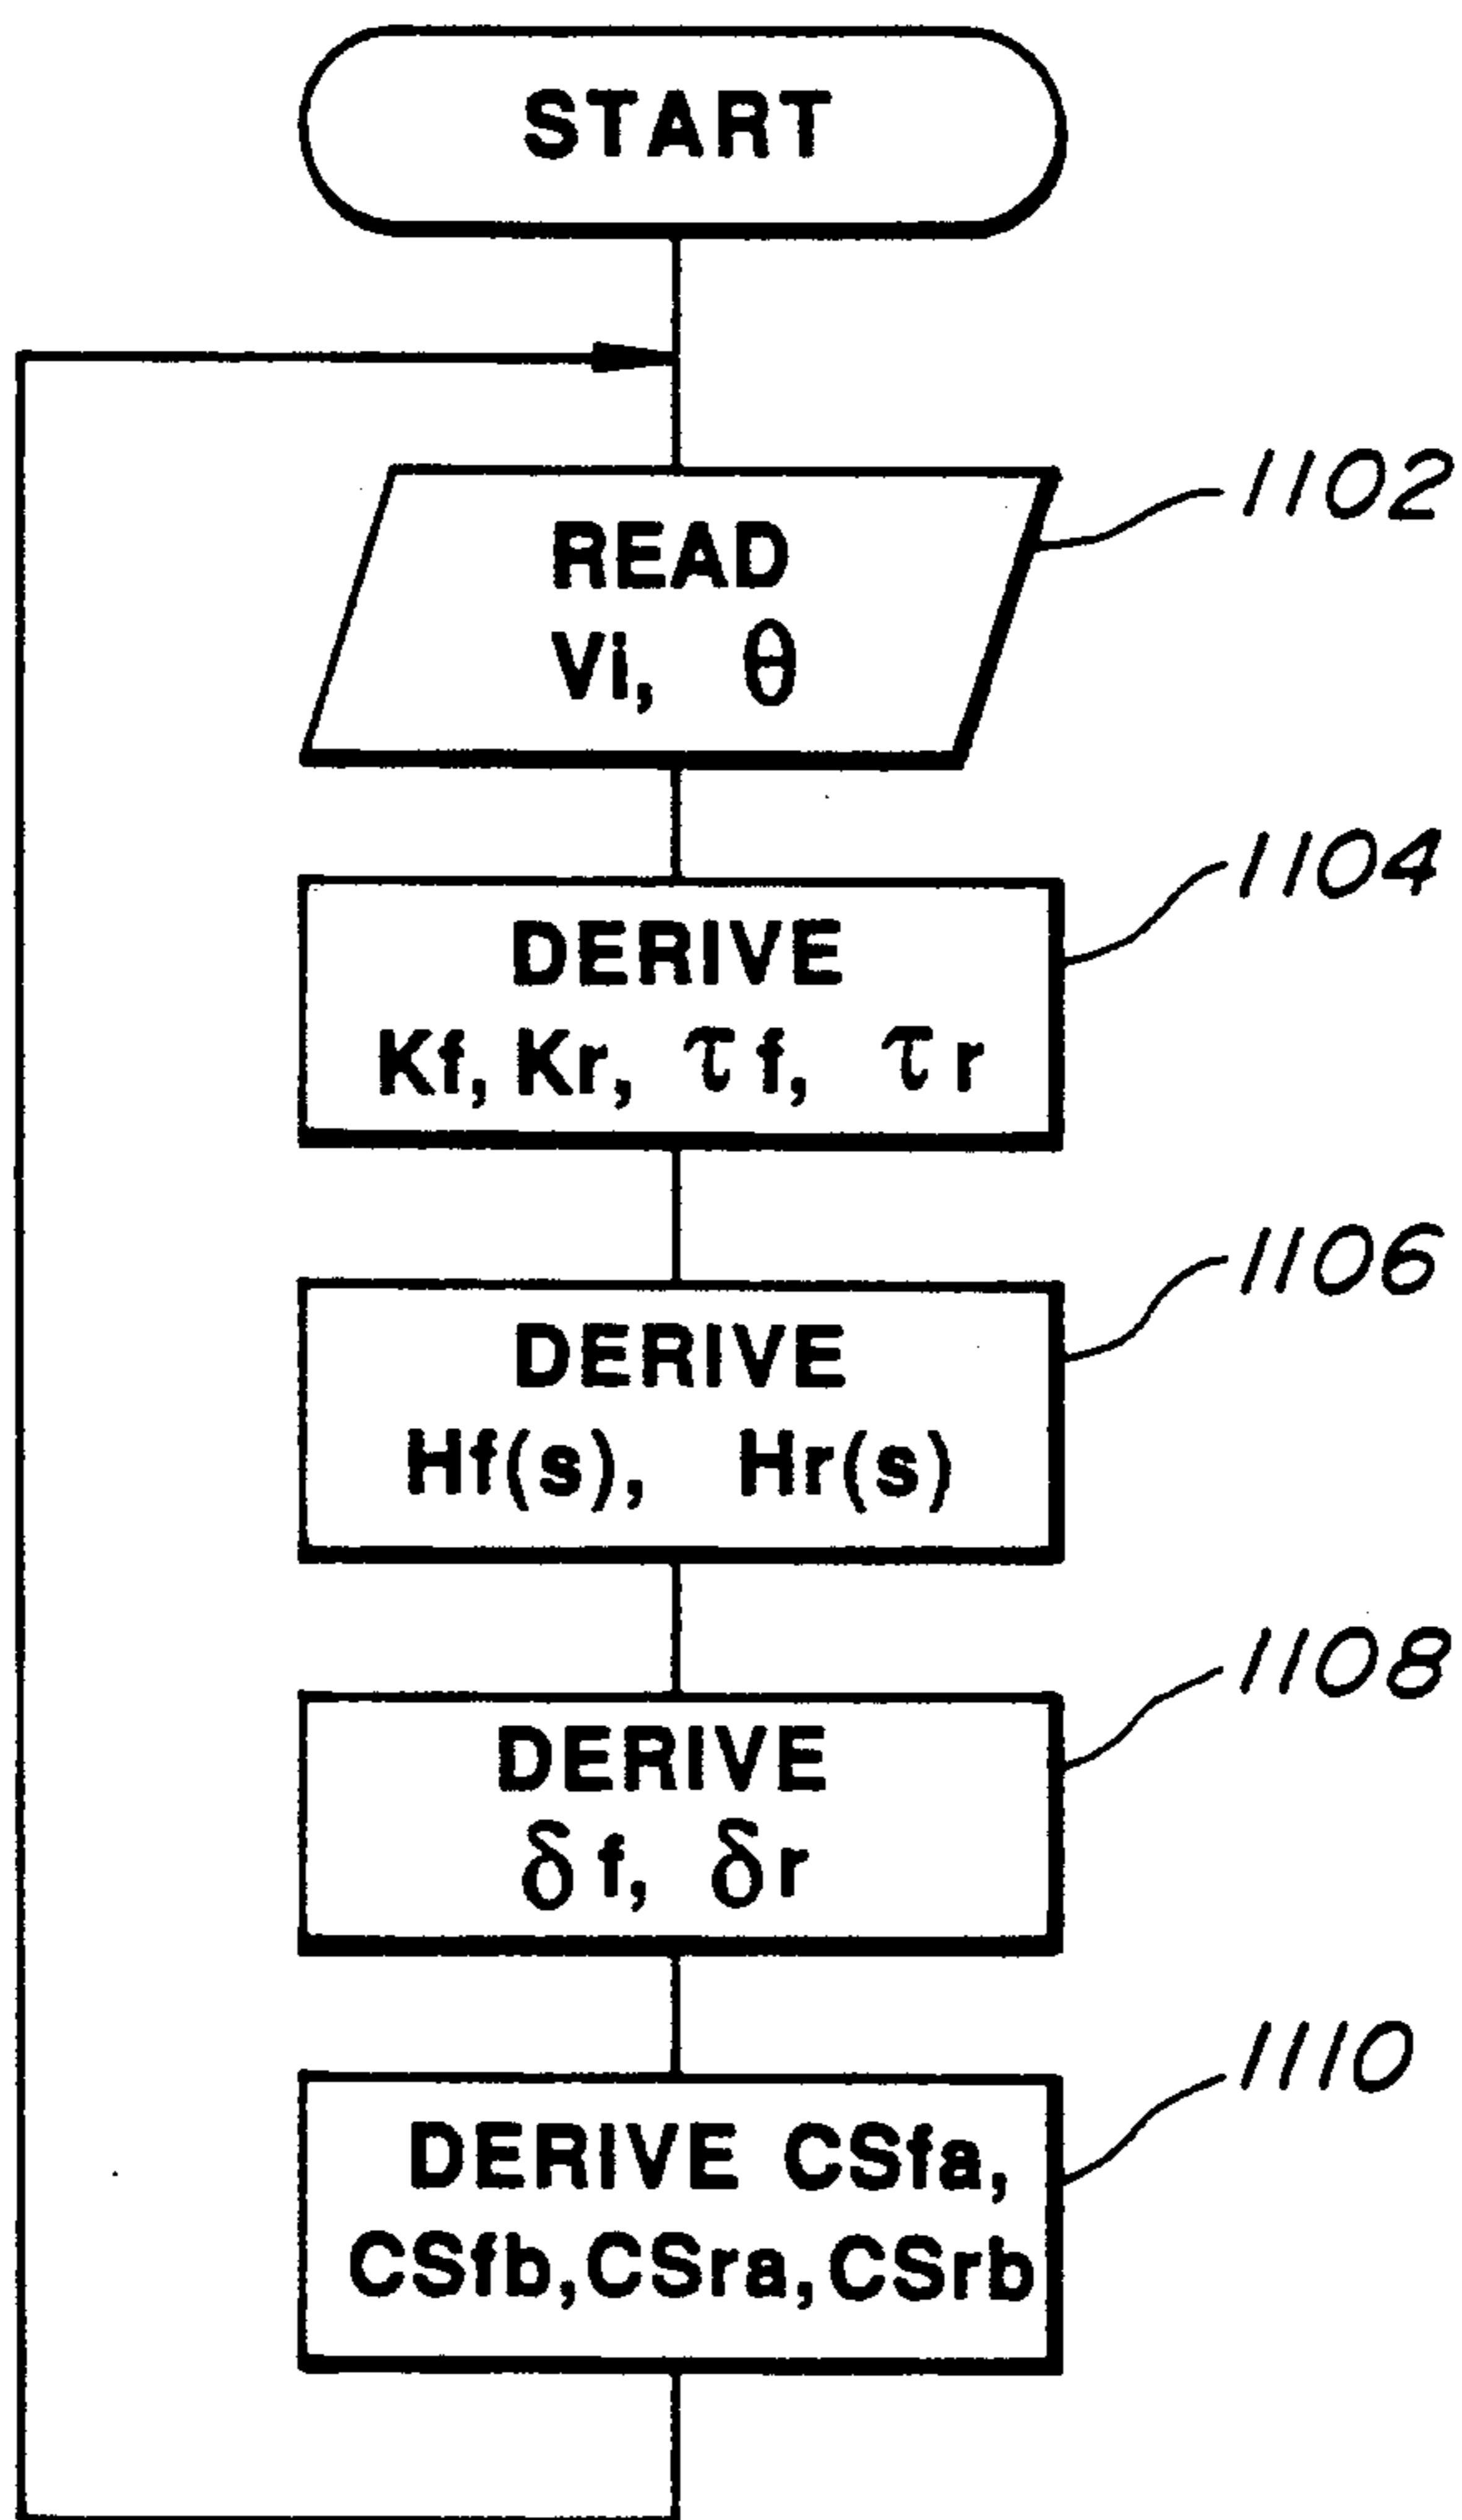 START
1102
READ
Vi, θ
1104
DERIVE
Kf, Kr, τf, τr
1106
DERIVE
Hf(s), Hr(s)
1108
DERIVE
δf, δr
1110
DERIVE CSfa,
CSfb, CSra, CSrb